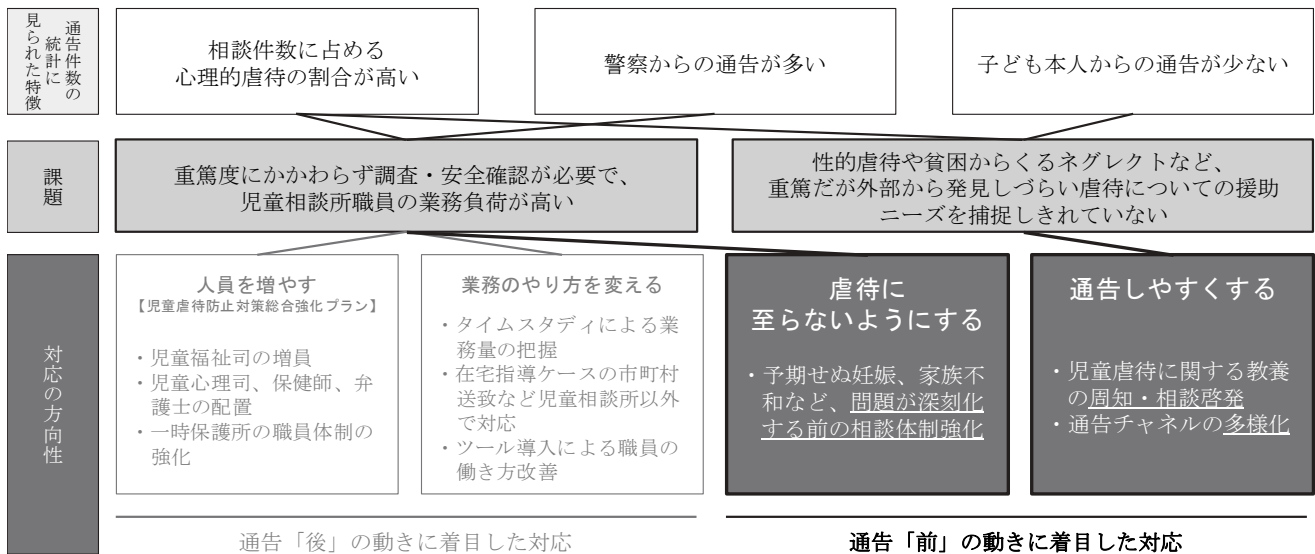 通告件数の
統計に
見られた特徴
相談件数に占める
心理的虐待の割合が高い
警察からの通告が多い
子ども本人からの通告が少ない
課題
重篤度にかかわらず調査・安全確認が必要で、
児童相談所職員の業務負荷が高い
性的虐待や貧困からくるネグレクトなど、
重篤だが外部から発見しづらい虐待についての援助
ニーズを捕捉しきれていない
対応の方向性
人員を増やす
【児童虐待防止対策総合強化プラン】
・児童福祉司の増員
・児童心理司、保健師、弁
護士の配置
・一時保護所の職員体制の
強化
業務のやり方を変える
・タイムスタディによる業
務量の把握
・在宅指導ケースの市町村
送致など児童相談所以外
で対応
・ツール導入による職員の
働き方改善
虐待に
至らないようにする
・予期せぬ妊娠、家族不
和など、問題が深刻化
する前の相談体制強化
通告しやすくする
・児童虐待に関する教養
の周知・相談啓発
・通告チャネルの多様化
通告「後」の動きに着目した対応
通告「前」の動きに着目した対応